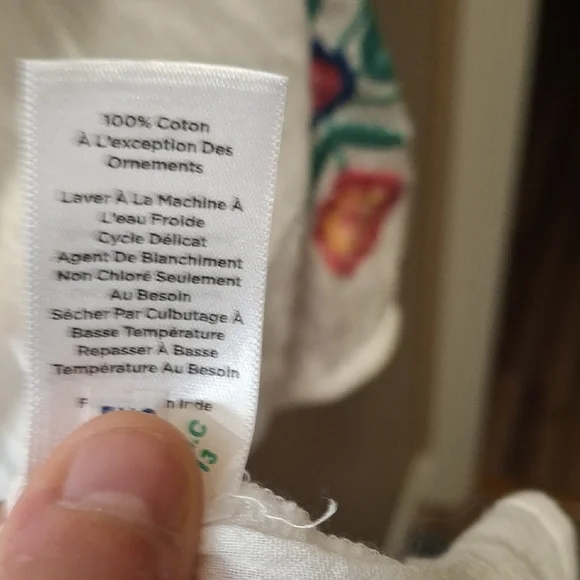 100% Coton
À L'exception Des
Ornements
Laver À La Machine À
L'eau Froide
Cycle Délicat
Agent De Blanchiment
Non Chloré Seulement
Au Besoin
Sécher Par Culbutage À
Basse Température
Repasser À Basse
Température Au Besoin